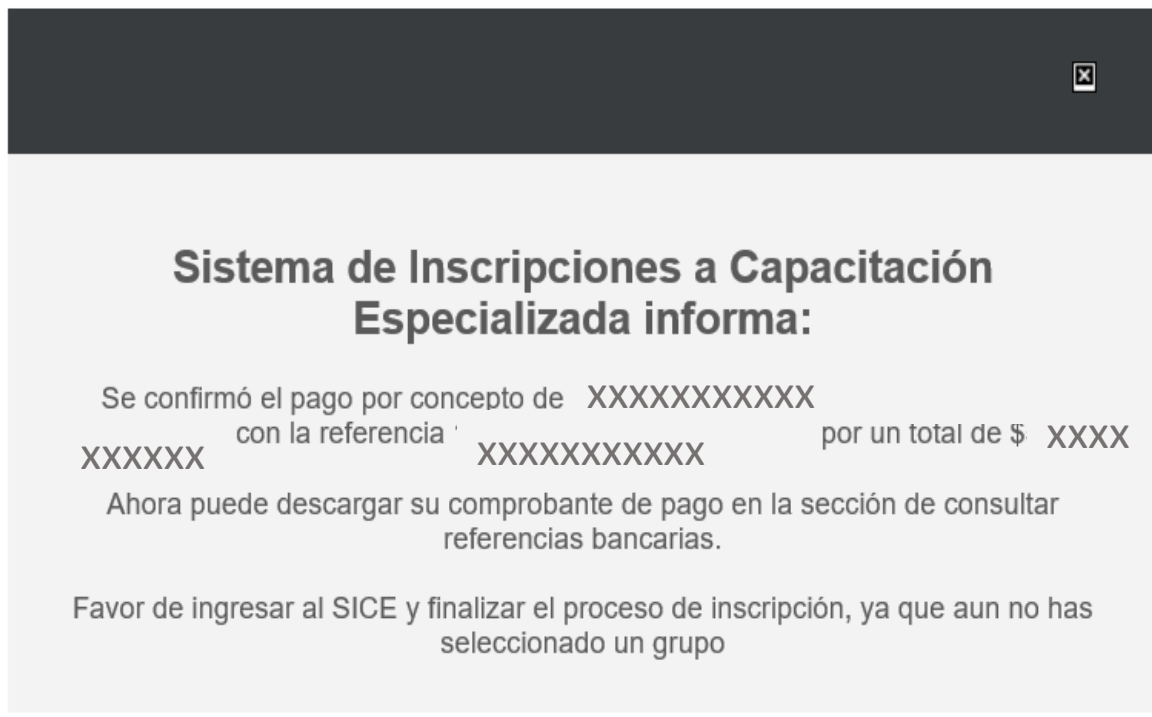 Sistema de Inscripciones a Capacitación
Especializada informa:
Se confirmó el pago por concepto de XXXXXXXXXXX
XXXXXX con la referencia XXXXXXXXXXX por un total de $ XXXX
Ahora puede descargar su comprobante de pago en la sección de consultar
referencias bancarias.
Favor de ingresar al SICE y finalizar el proceso de inscripción, ya que aun no has
seleccionado un grupo